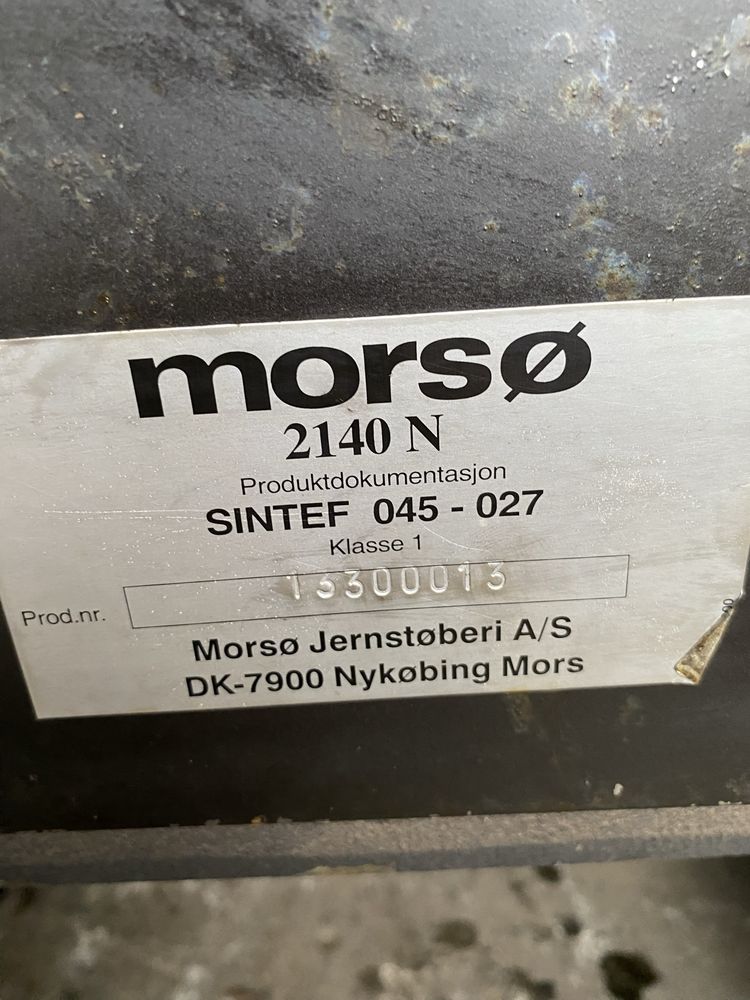 morsø
2140 N
Produktdokumentasjon
SINTEF 045 - 027
Klasse 1
Prod.nr. 13300013
Morsø Jernstøberi A/S
DK-7900 Nykøbing Mors